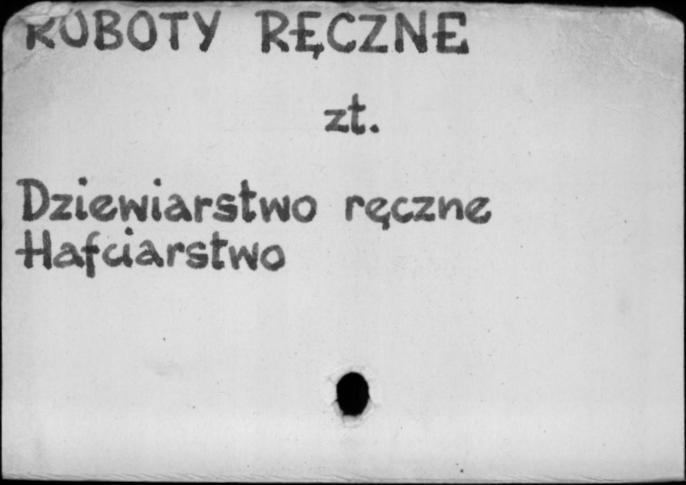 ROBOTY RĘCZNE
zt.
Dziewiarstwo ręczne
Hafciarstwo